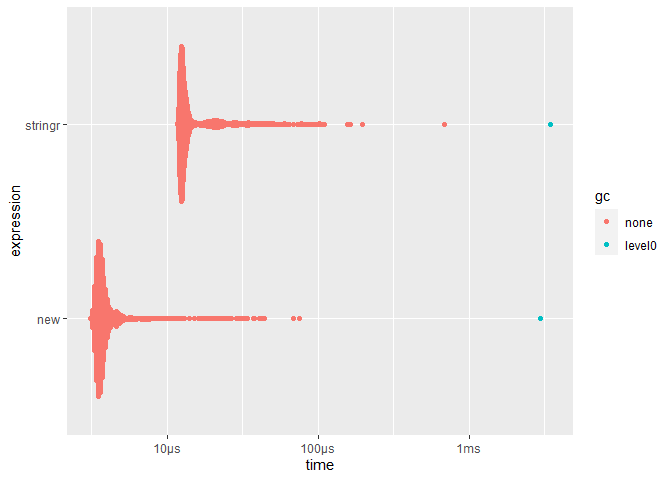 stringr
new
expression
10µs
100µs
1ms
time
gc
none
level0